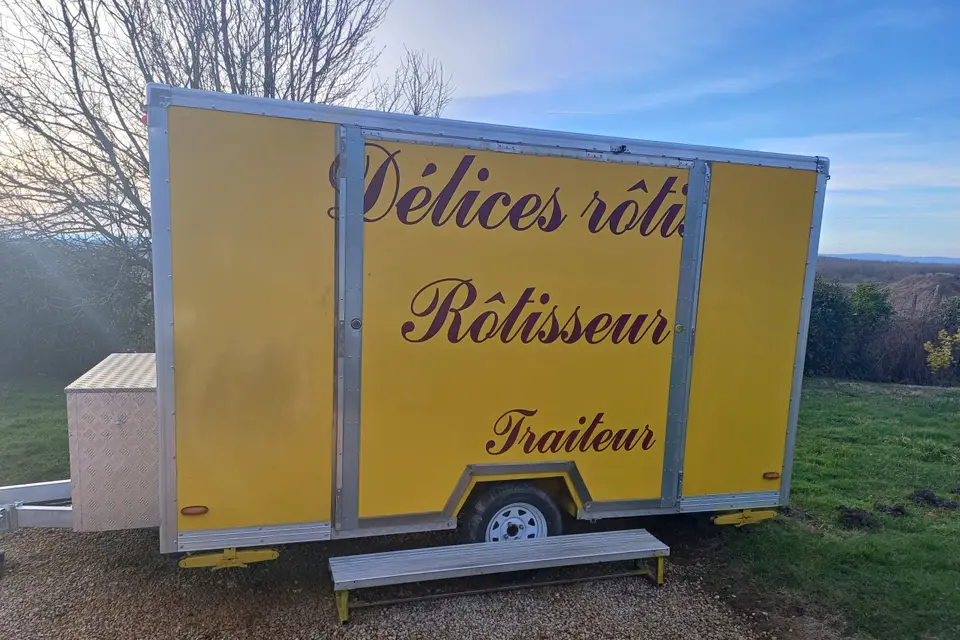 Délices rôtis
Rôtisseur
Traiteur